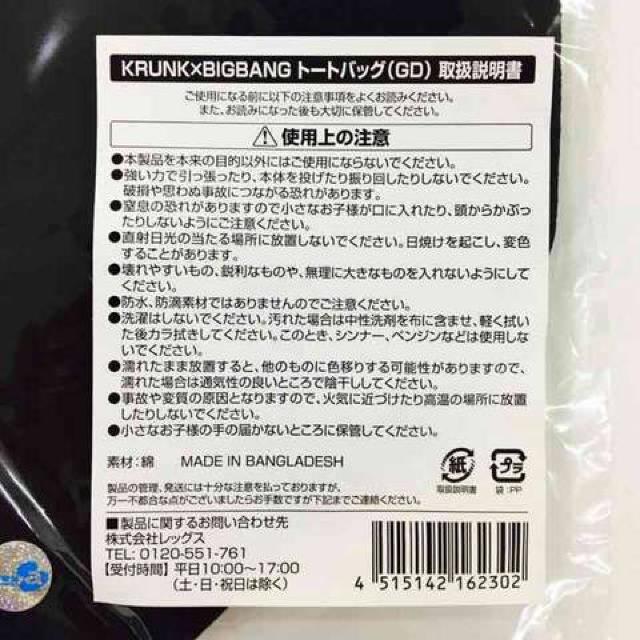 KRUNK×BIGBANG トートバッグ(GD) 取扱説明書
ご使用になる前に以下の注意事項をよくお読みください。
また、お読みになった後も大切に保管してください。
使用上の注意
●本製品を本来の目的以外にはご使用にならないでください。
●強い力で引っ張ったり、本体を投げたり振り回したりしないでください。
破損や思わぬ事故につながる恐れがあります。
●窒息の恐れがありますので小さなお子様が口に入れたり、頭からかぶっ
たりしないようにご注意ください。
●直射日光の当たる場所に放置しないでください。日焼けを起こし、変色
することがあります。
●壊れやすいもの、鋭利なものや、無理に大きなものを入れないようにして
ください。
●防水、防滴素材ではありませんのでご注意ください。
●洗濯はしないでください。汚れた場合は中性洗剤を布に含ませ、軽く拭い
た後カラ拭きしてください。このとき、シンナー、ベンジンなどは使用しな
いでください。
●濡れたまま放置すると、他のものに色移りする可能性がありますので、
濡れた場合は通気性の良いところで陰干ししてください。
●事故や変質の原因となりますので、火気に近づけたり高温の場所に放置
したりしないでください。
●小さなお子様の手の届かないところに保管してください。
素材:綿 MADE IN BANGLADESH
製品の管理、発送には十分な注意を払っておりますが、
万一不都合な点がございましたらお手数ですが下記までご連絡ください。
紙
取扱説明書
プラ
袋:PP
■製品に関するお問い合わせ先
株式会社レッグス
TEL: 0120-551-761
【受付時間】平日10:00~17:00
(土・日・祝日は除く)
4 515142 162302